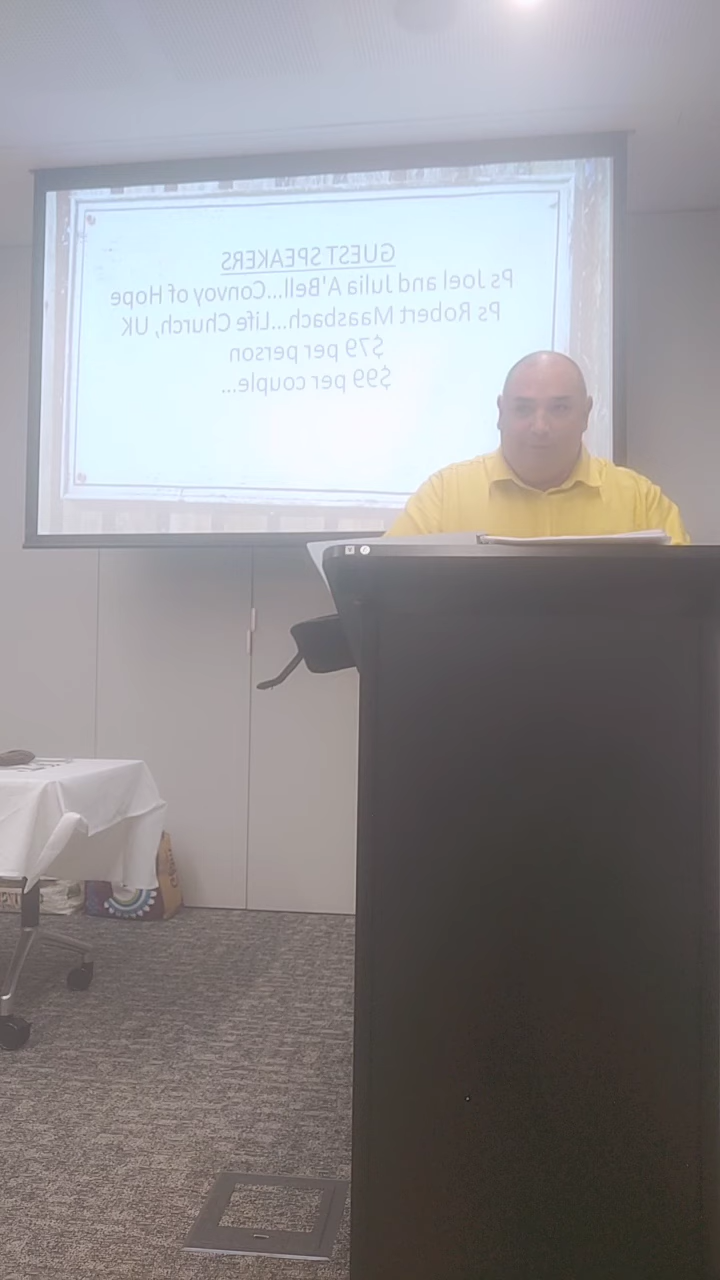 GUEST SPEAKERS
Ps Joel and Julia A'Bell...Convoy of Hope
Ps Robert Maasbach...Life Church, UK
$79 per person
$99 per couple...